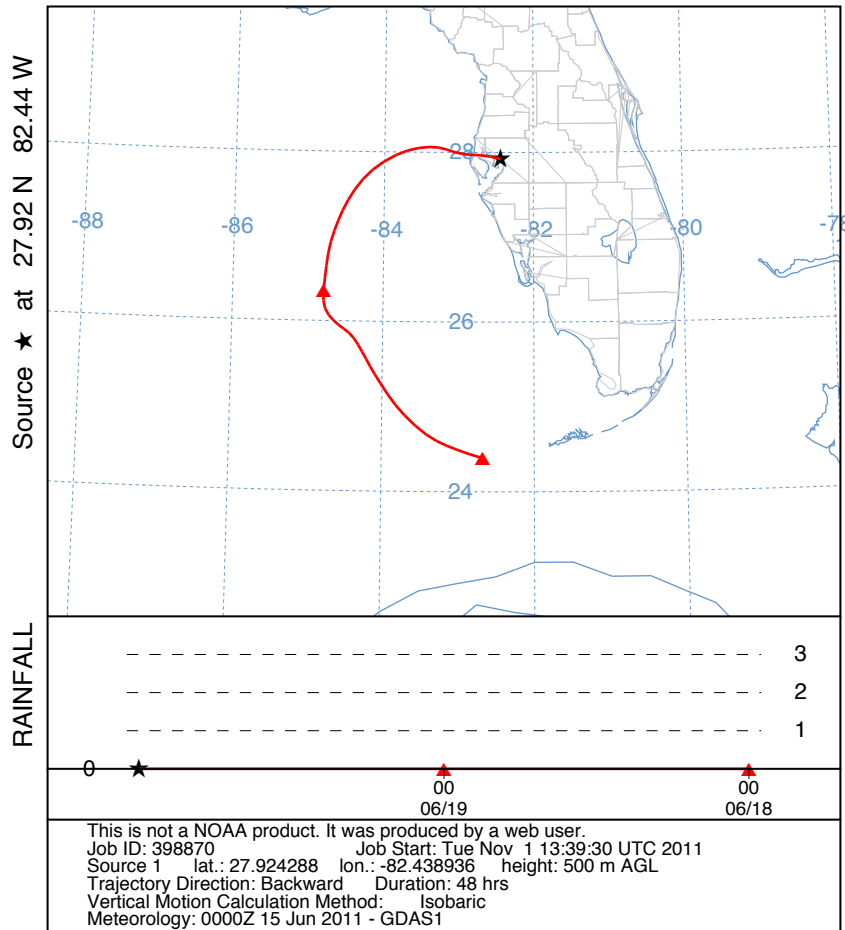 Source ★ at 27.92 N 82.44 W
28
-88
-86
-84
-82
-80
-78
26
24
RAINFALL
3
2
1
0
00
00
06/19
06/18
This is not a NOAA product. It was produced by a web user.
Job ID: 398870 Job Start: Tue Nov 1 13:39:30 UTC 2011
Source 1 lat.: 27.924288 lon.: -82.438936 height: 500 m AGL
Trajectory Direction: Backward Duration: 48 hrs
Vertical Motion Calculation Method: Isobaric
Meteorology: 0000Z 15 Jun 2011 - GDAS1